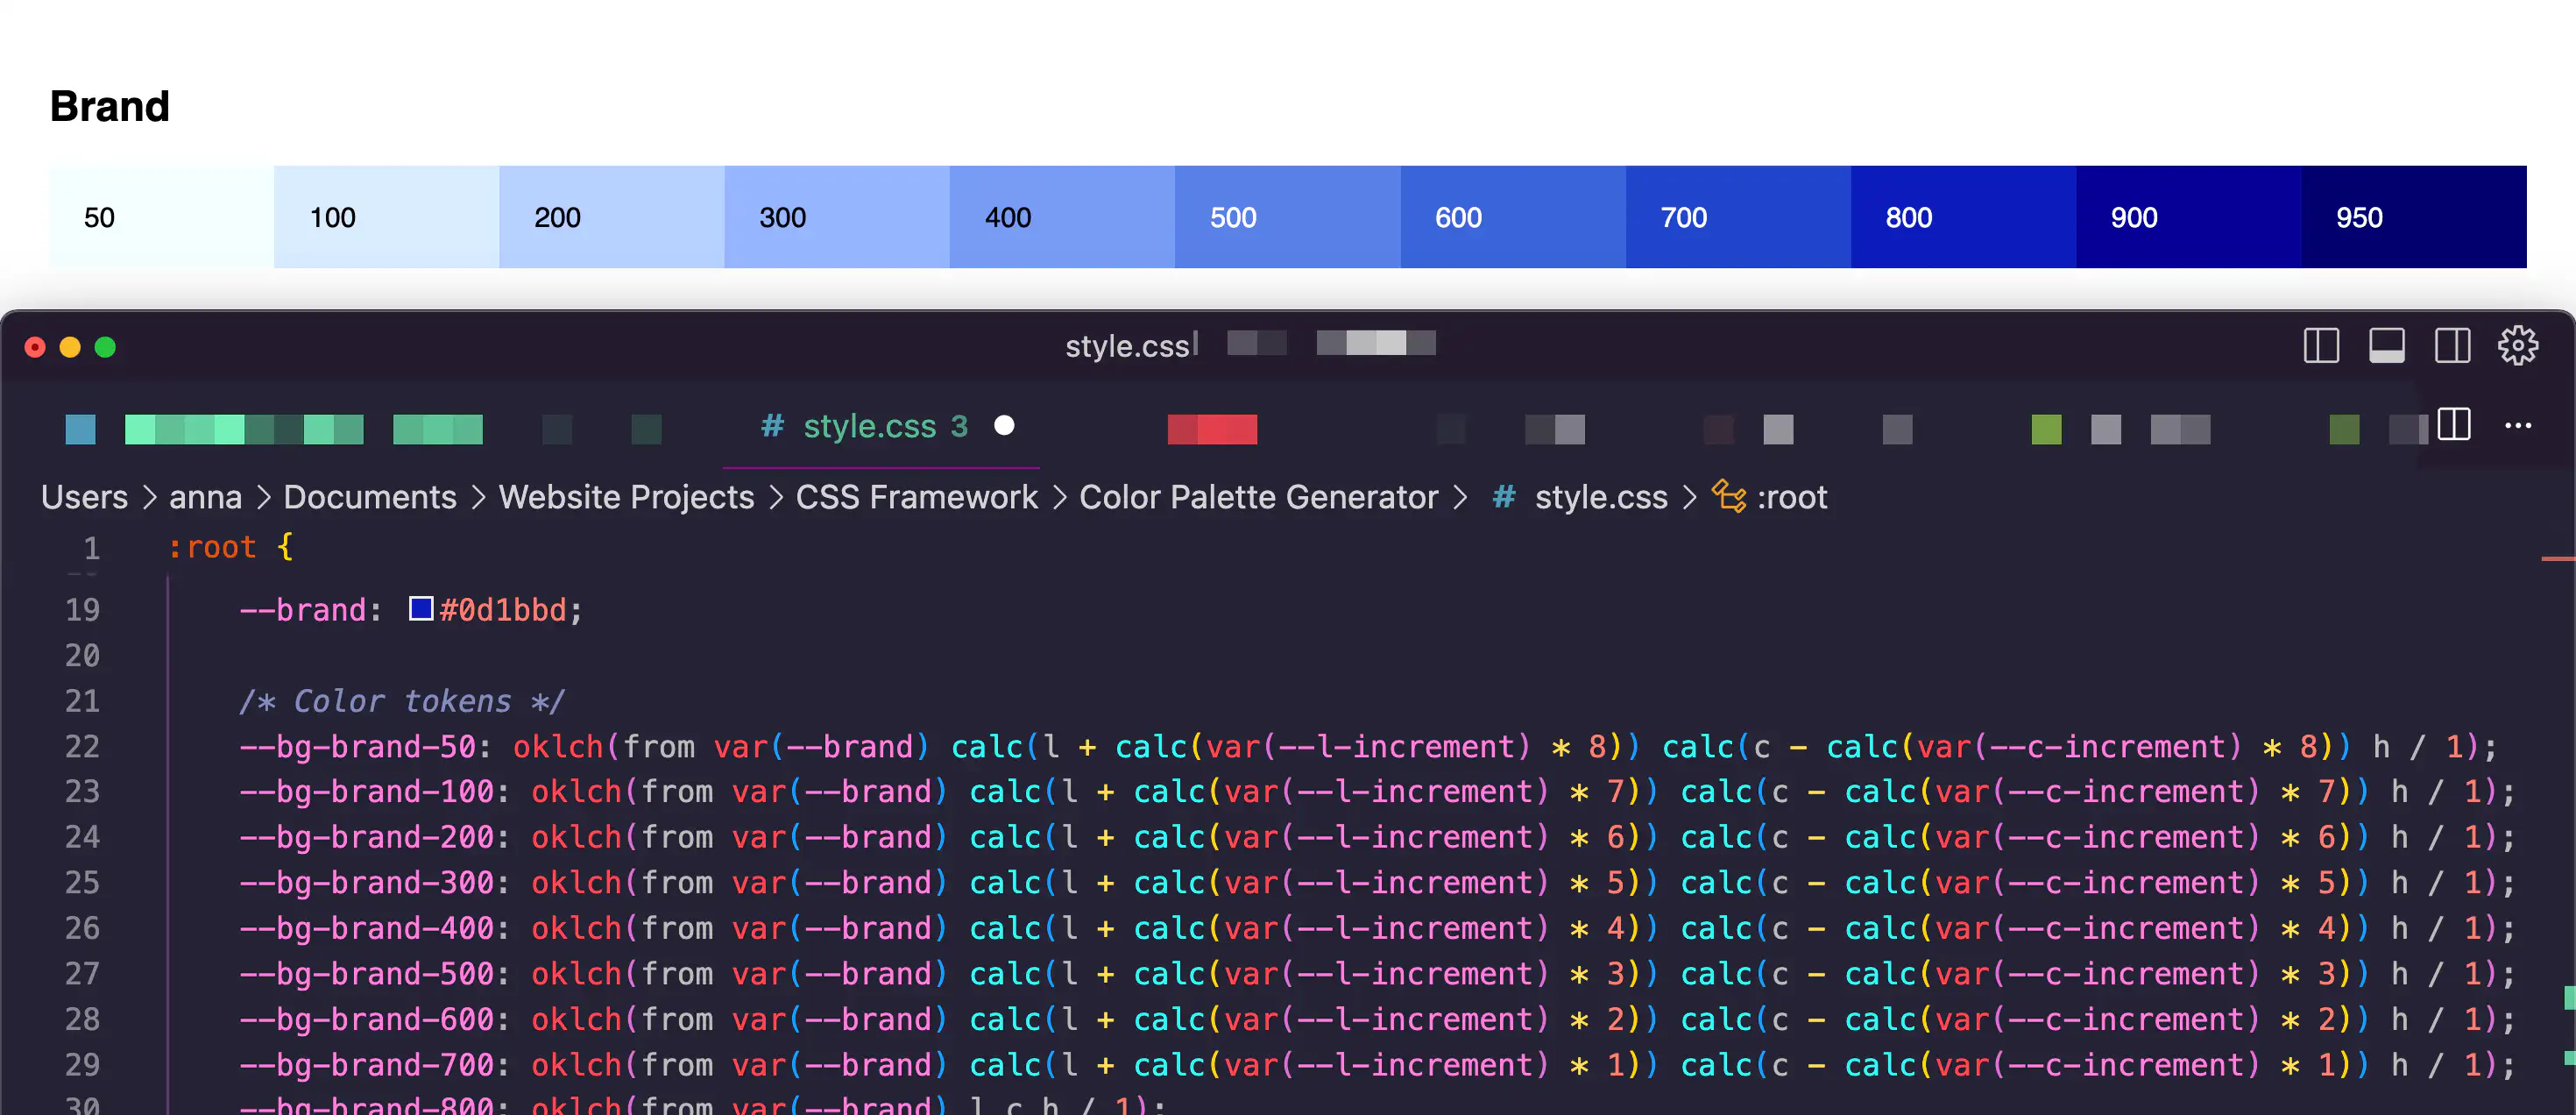 Brand
50 100 200 300 400 500 600 700 800 900 950
style.css
# style.css 3
Users > anna > Documents > Website Projects > CSS Framework > Color Palette Generator > # style.css > :root
1 :root {
19 --brand: #0d1bbd;
20
21 /* Color tokens */
22 --bg-brand-50: oklch(from var(--brand) calc(l + calc(var(--l-increment) * 8)) calc(c - calc(var(--c-increment) * 8)) h / 1);
23 --bg-brand-100: oklch(from var(--brand) calc(l + calc(var(--l-increment) * 7)) calc(c - calc(var(--c-increment) * 7)) h / 1);
24 --bg-brand-200: oklch(from var(--brand) calc(l + calc(var(--l-increment) * 6)) calc(c - calc(var(--c-increment) * 6)) h / 1);
25 --bg-brand-300: oklch(from var(--brand) calc(l + calc(var(--l-increment) * 5)) calc(c - calc(var(--c-increment) * 5)) h / 1);
26 --bg-brand-400: oklch(from var(--brand) calc(l + calc(var(--l-increment) * 4)) calc(c - calc(var(--c-increment) * 4)) h / 1);
27 --bg-brand-500: oklch(from var(--brand) calc(l + calc(var(--l-increment) * 3)) calc(c - calc(var(--c-increment) * 3)) h / 1);
28 --bg-brand-600: oklch(from var(--brand) calc(l + calc(var(--l-increment) * 2)) calc(c - calc(var(--c-increment) * 2)) h / 1);
29 --bg-brand-700: oklch(from var(--brand) calc(l + calc(var(--l-increment) * 1)) calc(c - calc(var(--c-increment) * 1)) h / 1);
30 --bg-brand-800: oklch(from var(--brand) l c h / 1);